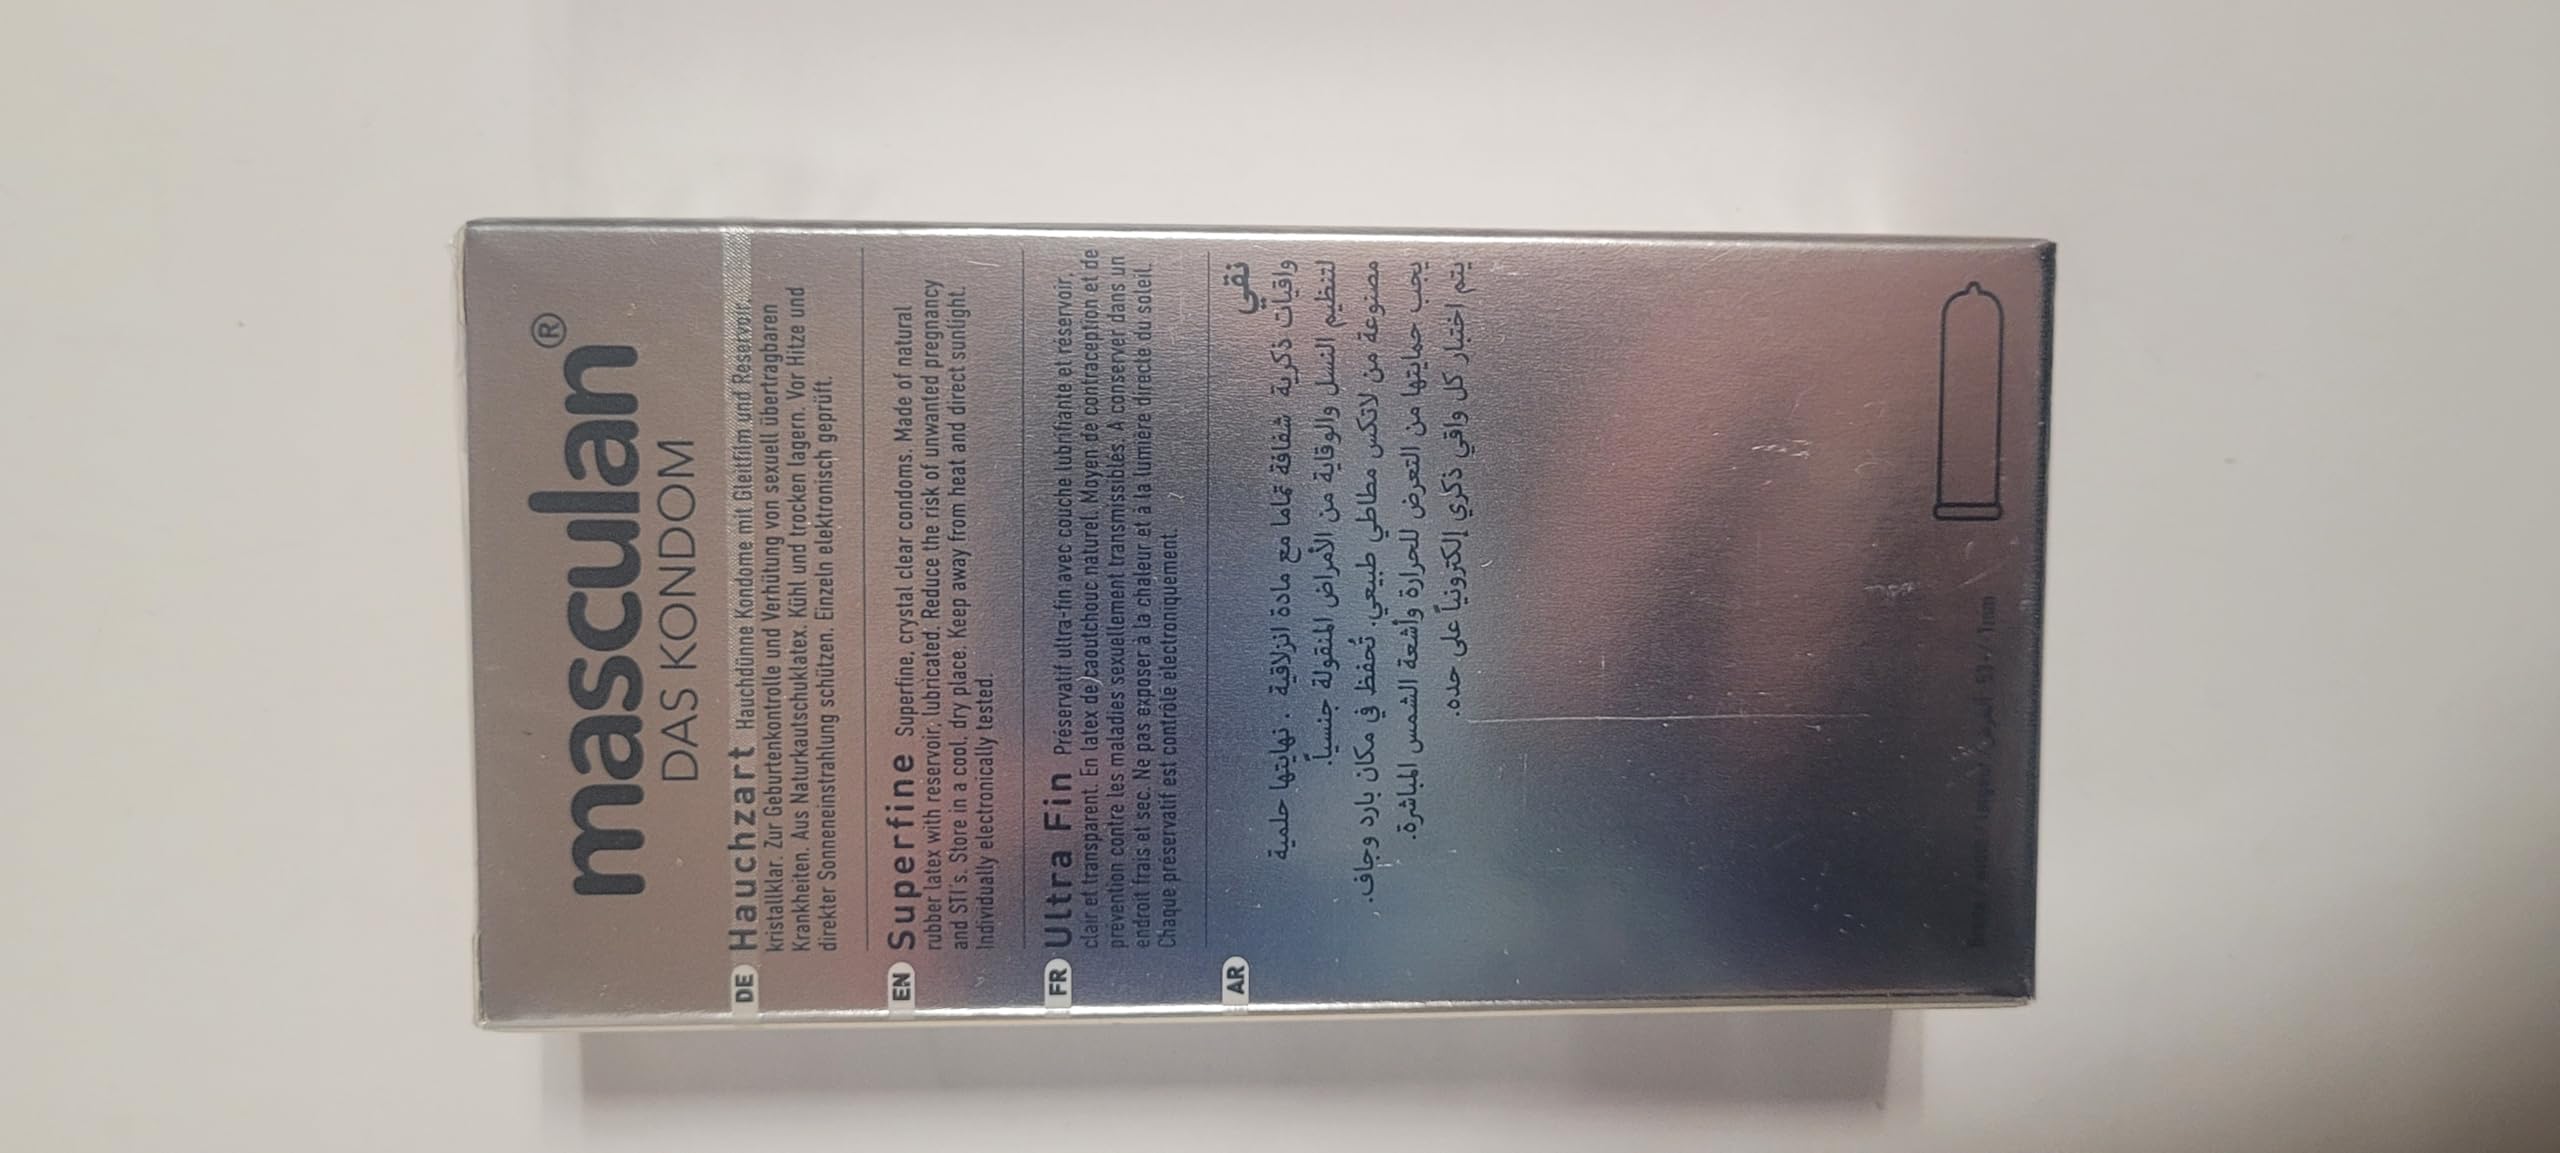 masculan®
DAS KONDOM
DE Hauchzart Hauchdünne Kondome mit Gleitfilm und Reservoir,
kristallklar. Zur Geburtenkontrolle und Verhütung von sexuell übertragbaren
Krankheiten. Aus Naturkautschuklatex. Kühl und trocken lagern. Vor Hitze und
direkter Sonneneinstrahlung schützen. Einzeln elektronisch geprüft.
EN Superfine Superfine, crystal clear condoms. Made of natural
rubber latex with reservoir, lubricated. Reduce the risk of unwanted pregnancy
and STI's. Store in a cool, dry place. Keep away from heat and direct sunlight.
Individually electronically tested.
FR Ultra Fin Préservatif ultra-fin avec couche lubrifiante et réservoir,
clair et transparent. En latex de caoutchouc naturel. Moyen de contraception et de
prévention contre les maladies sexuellement transmissibles. A conserver dans un
endroit frais et sec. Ne pas exposer à la chaleur et à la lumière directe du soleil.
Chaque préservatif est contrôlé électroniquement.
AR نقي
واقيات ذكرية شفافة تماما مع مادة انزلاقية . نهايتها حلمية
لتنظيم النسل والوقاية من الأمراض المنقولة جنسياً.
مصنوعة من لاتكس مطاطي طبيعي. تُحفظ في مكان بارد وجاف.
يجب حمايتها من التعرض للحرارة وأشعة الشمس المباشرة.
يتم اختبار كل واقي ذكري إلكترونياً على حده.